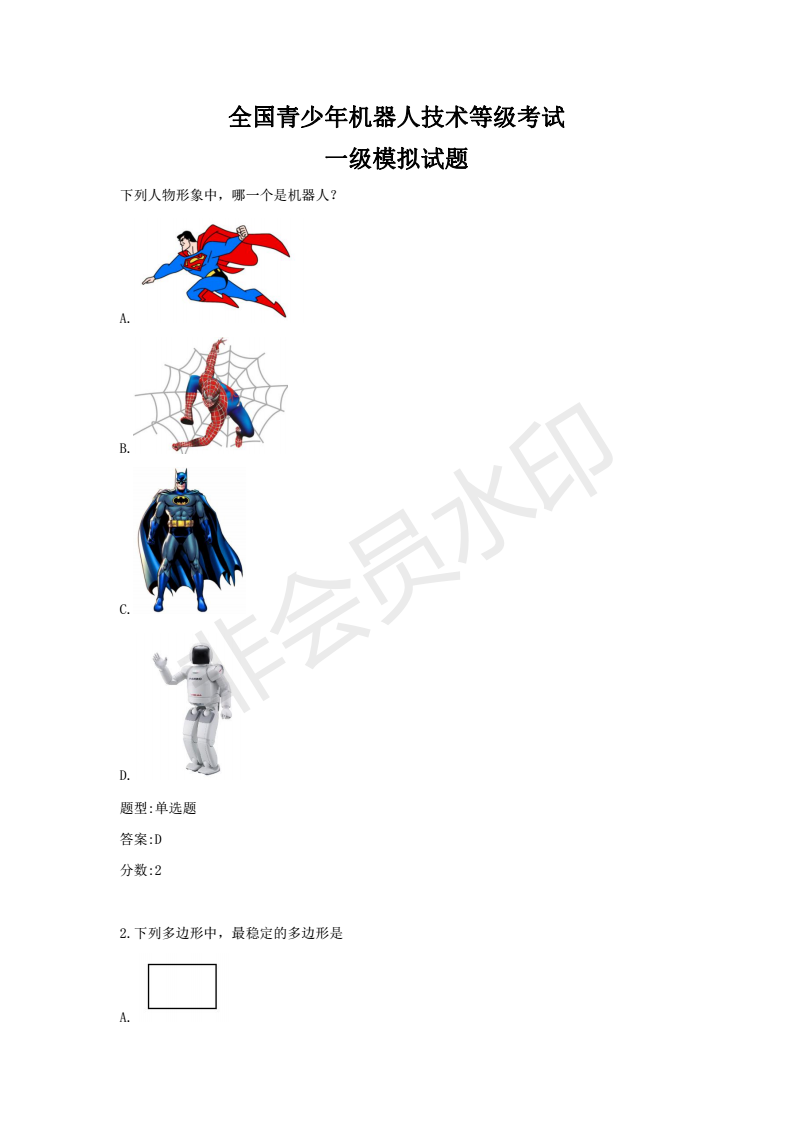 全国青少年机器人技术等级考试
一级模拟试题
下列人物形象中，哪一个是机器人？
A.
B.
C.
D.
题型:单选题
答案:D
分数:2
2.下列多边形中，最稳定的多边形是
A.
非会员水印